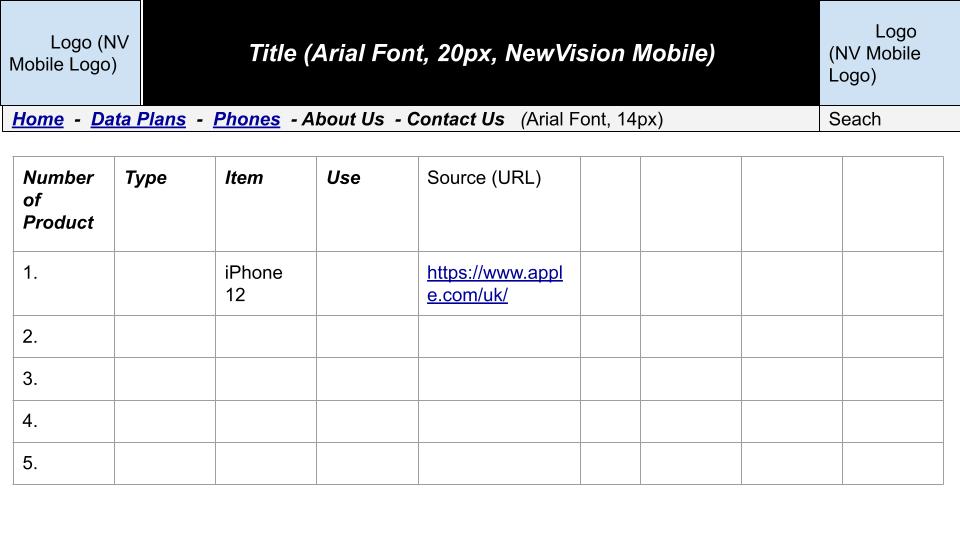 Logo (NV
Mobile Logo)
Title (Arial Font, 20px, NewVision Mobile)
Logo
(NV Mobile
Logo)
Home - Data Plans - Phones - About Us - Contact Us (Arial Font, 14px)
Seach
Number
of
Product
Type
Item
Use
Source (URL)
1.
iPhone
12
https://www.appl
e.com/uk/
2.
3.
4.
5.